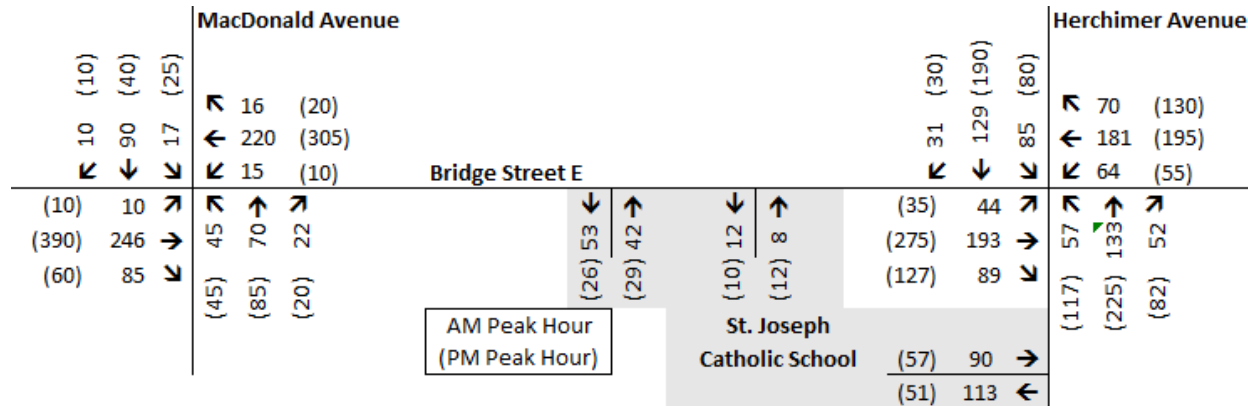 MacDonald Avenue
Herchimer Avenue
(10) (40) (25)
(30) (190) (80)
10 90 17
31 129 85
16 (20)
70 (130)
220 (305)
181 (195)
15 (10)
Bridge Street E
64 (55)
(10) 10
(35) 44
(390) 246
(275) 193
(60) 85
(127) 89
45 70 22
53 42 12 8
57 133 52
(45) (85) (20)
(26) (29) (10) (12)
(117) (225) (82)
AM Peak Hour
(PM Peak Hour)
St. Joseph
Catholic School
(57) 90
(51) 113